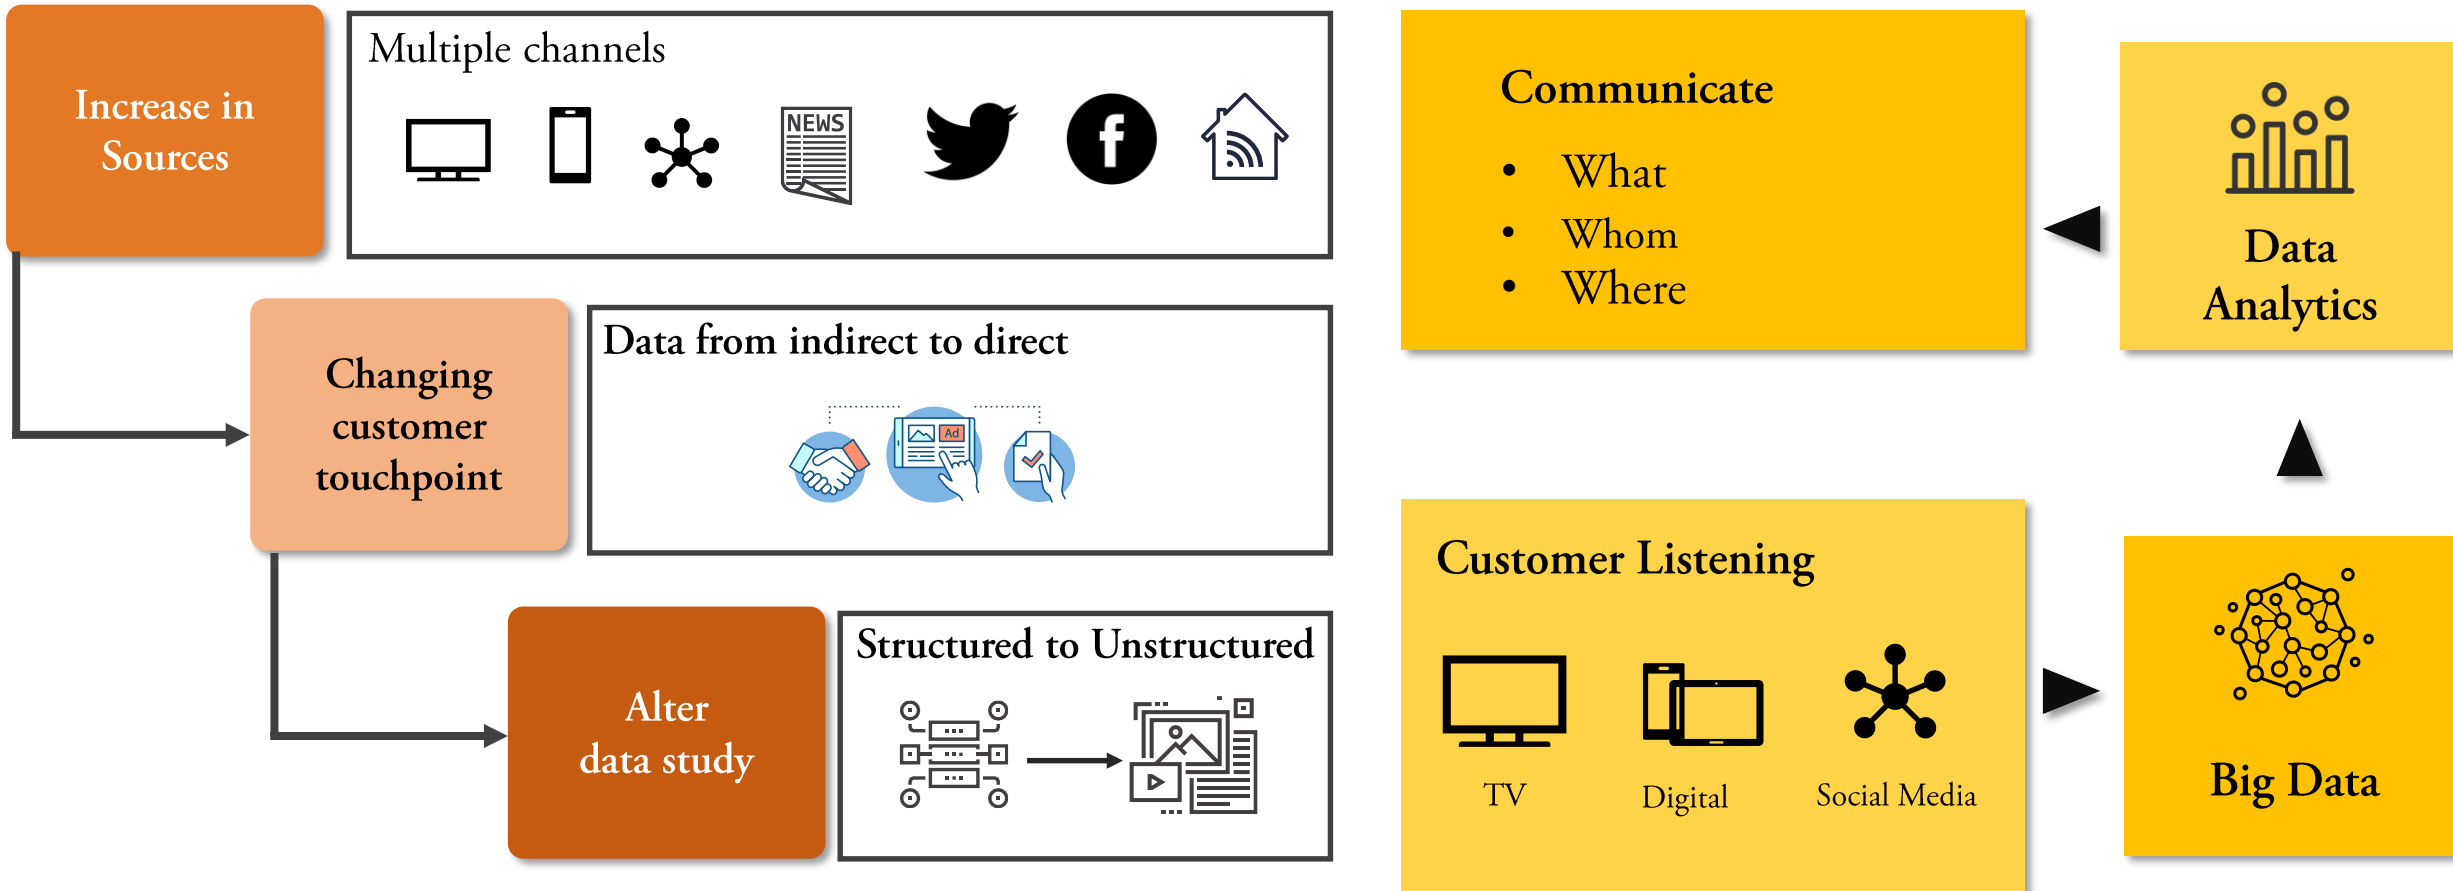 Increase in
Sources
Multiple channels
NEWS
f
Changing
customer
touchpoint
Data from indirect to direct
Ad
Alter
data study
Structured to Unstructured
Communicate
• What
• Whom
• Where
Data
Analytics
Customer Listening
TV
Digital
Social Media
Big Data